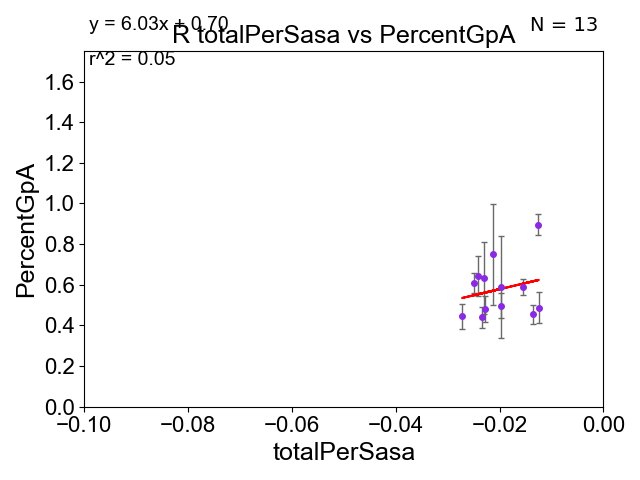 y = 6.03x + 0.70
N = 13
R totalPerSasa vs PercentGpA
r^2 = 0.05
PercentGpA
1.6
1.4
1.2
1.0
0.8
0.6
0.4
0.2
0.0
−0.10 −0.08 −0.06 −0.04 −0.02 0.00
totalPerSasa